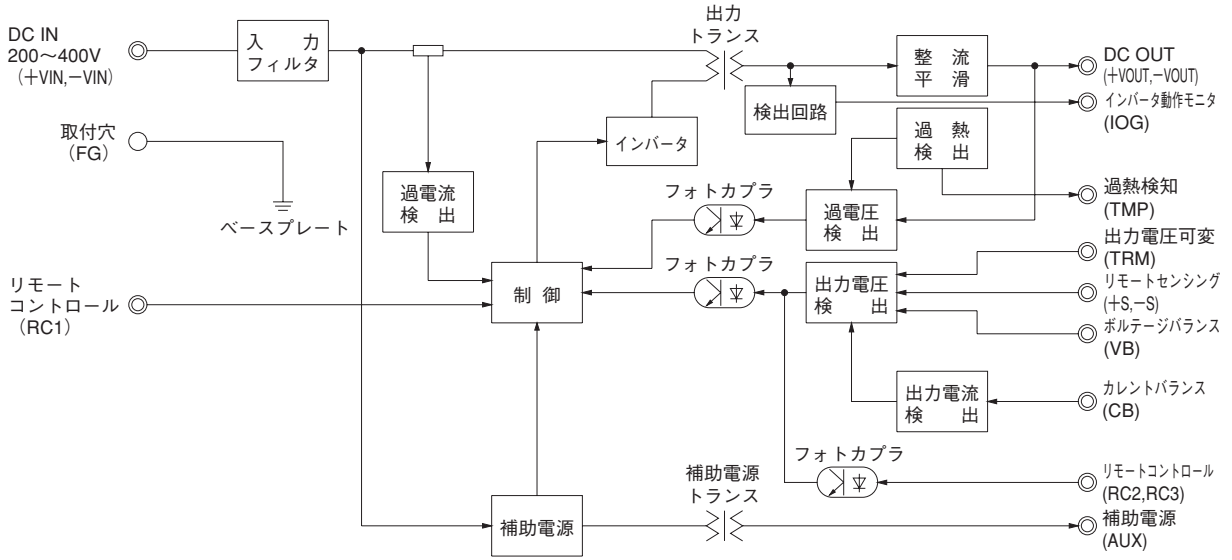 DC IN
200～400V
（＋VIN,－VIN）
入 力
フィルタ
出力
トランス
整 流
平 滑
DC OUT
(＋VOUT,－VOUT)
検出回路
インバータ動作モニタ
(IOG)
取付穴
（FG）
ベースプレート
インバータ
過 熱
検 出
過熱検知
(TMP)
過電流
検 出
フォトカプラ
過電圧
検 出
出力電圧可変
(TRM)
リモート
コントロール
（RC1）
制 御
フォトカプラ
出力電圧
検 出
リモートセンシング
(＋S,－S)
ボルテージバランス
(VB)
出力電流
検 出
カレントバランス
(CB)
フォトカプラ
リモートコントロール
(RC2,RC3)
補助電源
補助電源
トランス
補助電源
(AUX)